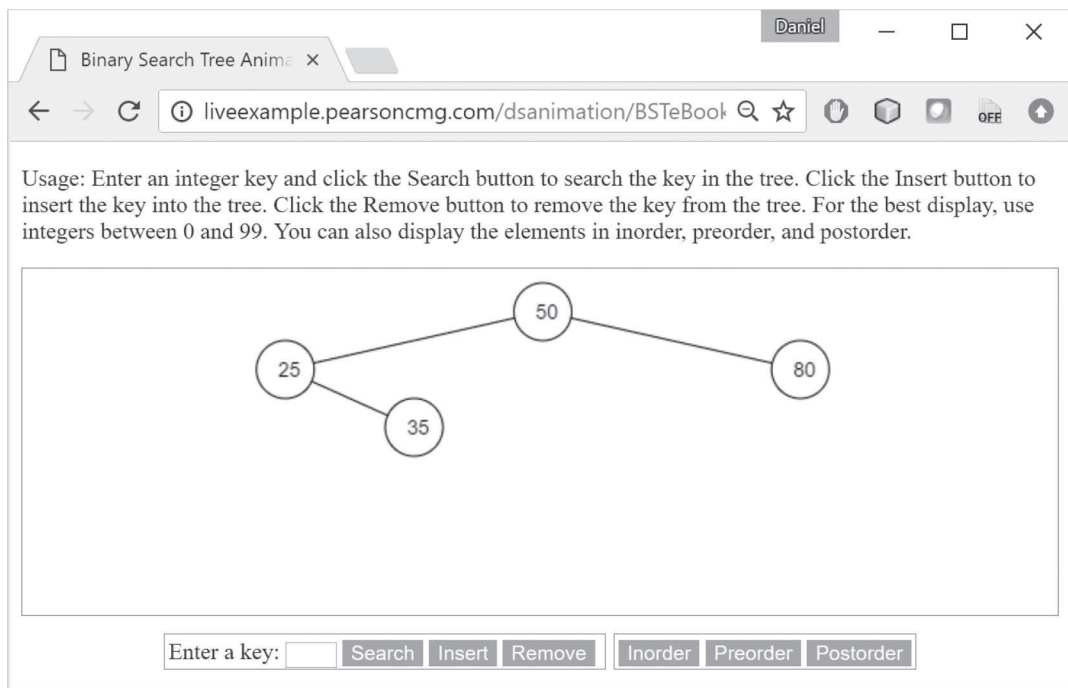 Daniel
Binary Search Tree Anima
liveexample.pearsoncmg.com/dsanimation/BSTeBook
OFF
Usage: Enter an integer key and click the Search button to search the key in the tree. Click the Insert button to
insert the key into the tree. Click the Remove button to remove the key from the tree. For the best display, use
integers between 0 and 99. You can also display the elements in inorder, preorder, and postorder.
50
25 80
35
Enter a key: Search Insert Remove Inorder Preorder Postorder